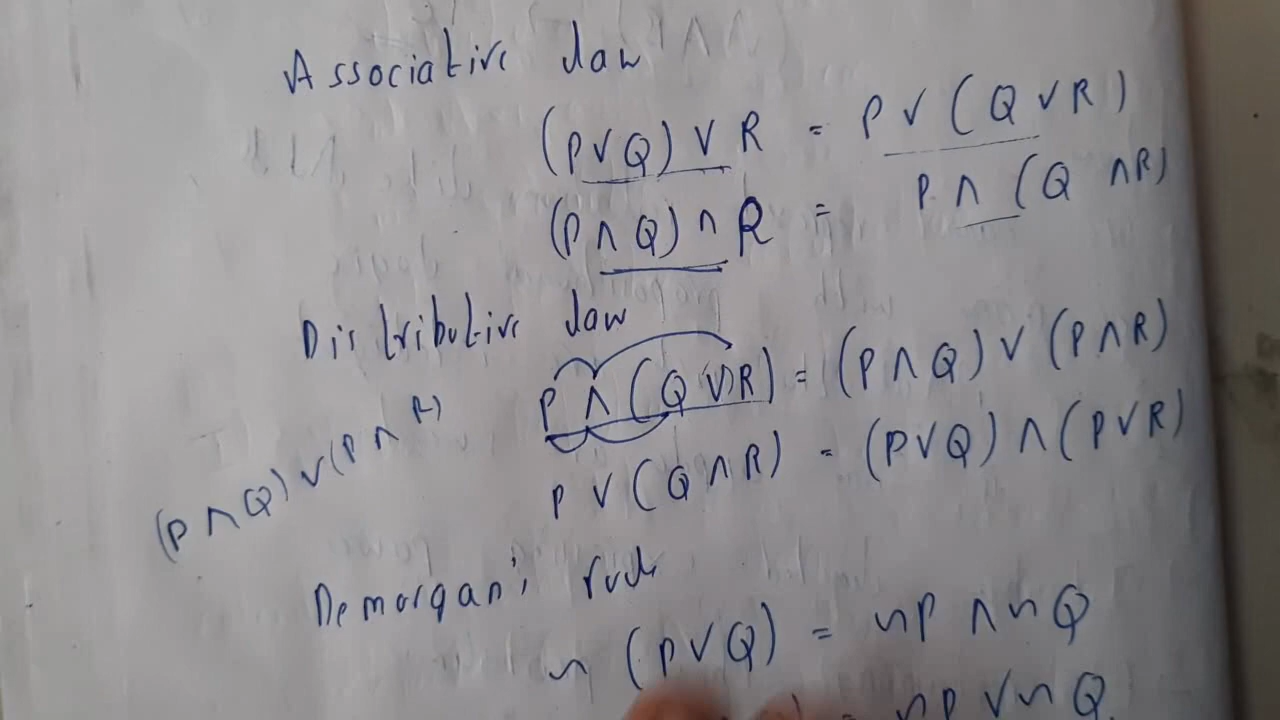 Associative law
(P∨Q)∨R = P∨(Q∨R)
(P∧Q)∧R = P∧(Q∧R)
Distributive law
P∧(Q∨R) = (P∧Q)∨(P∧R)
(P∧Q)∨(P∧R)
P∨(Q∧R) = (P∨Q)∧(P∨R)
Demorgan's rule
~(P∨Q) = ~P∧~Q
) = ~P∨~Q